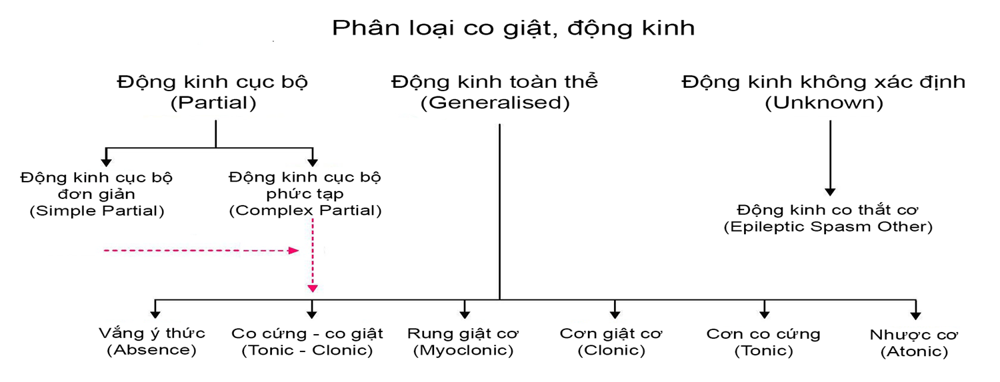 Phân loại co giật, động kinh
Động kinh cục bộ
(Partial)
Động kinh toàn thể
(Generalised)
Động kinh không xác định
(Unknown)
Động kinh cục bộ
đơn giản
(Simple Partial)
Động kinh cục bộ
phức tạp
(Complex Partial)
Động kinh co thắt cơ
(Epileptic Spasm Other)
Vắng ý thức
(Absence)
Co cứng - co giật
(Tonic - Clonic)
Rung giật cơ
(Myoclonic)
Cơn giật cơ
(Clonic)
Cơn co cứng
(Tonic)
Nhược cơ
(Atonic)